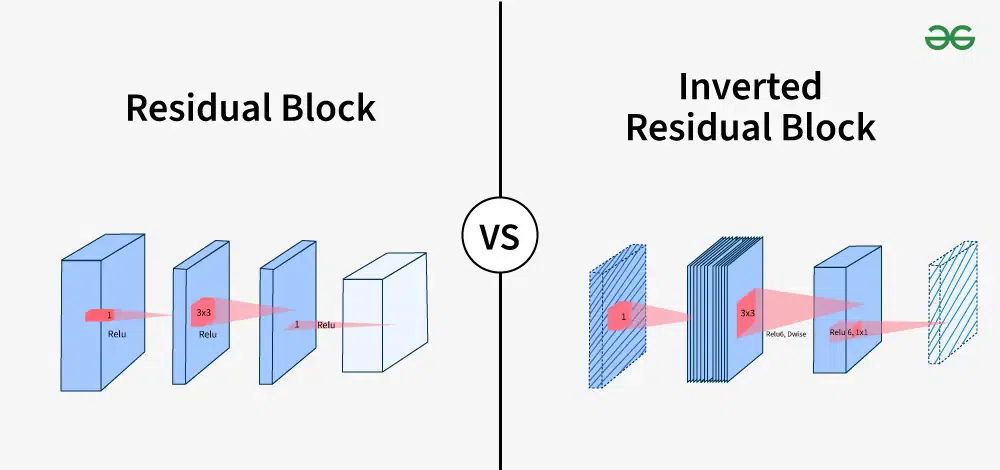 Residual Block
Inverted
Residual Block
VS
1
Relu
3x3
Relu
1 Relu
1
3x3
Relu6, Dwise
Relu 6, 1x1